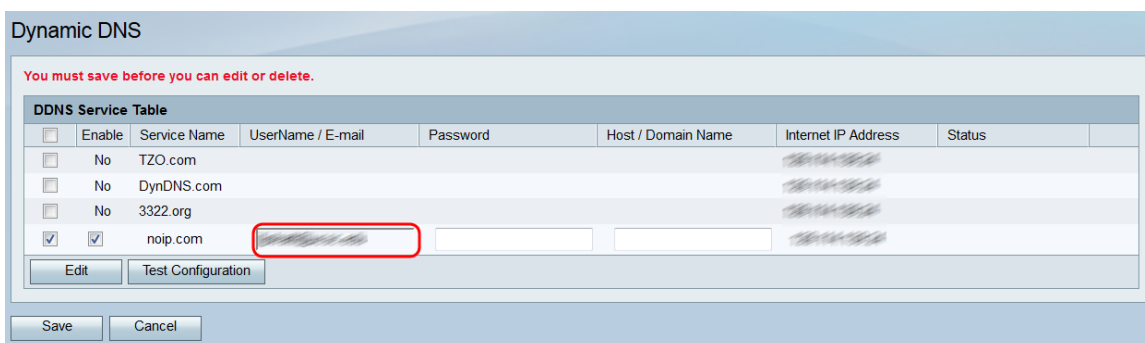 Dynamic DNS
You must save before you can edit or delete.
DDNS Service Table
Enable Service Name UserName / E-mail Password Host / Domain Name Internet IP Address Status
No TZO.com
No DynDNS.com
No 3322.org
noip.com
Edit Test Configuration
Save Cancel